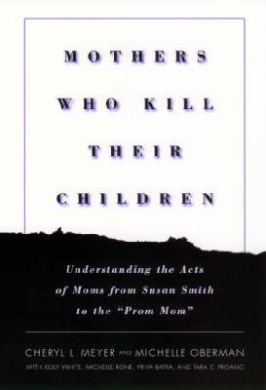 MOTHERS
WHO KILL
THEIR
CHILDREN
Understanding the Acts
of Moms from Susan Smith
to the "Prom Mom"
CHERYL L. MEYER AND MICHELLE OBERMAN
WITH KELLY WHITE, MICHELLE RONE, PRIYA BATRA, AND TARA C. PROANO